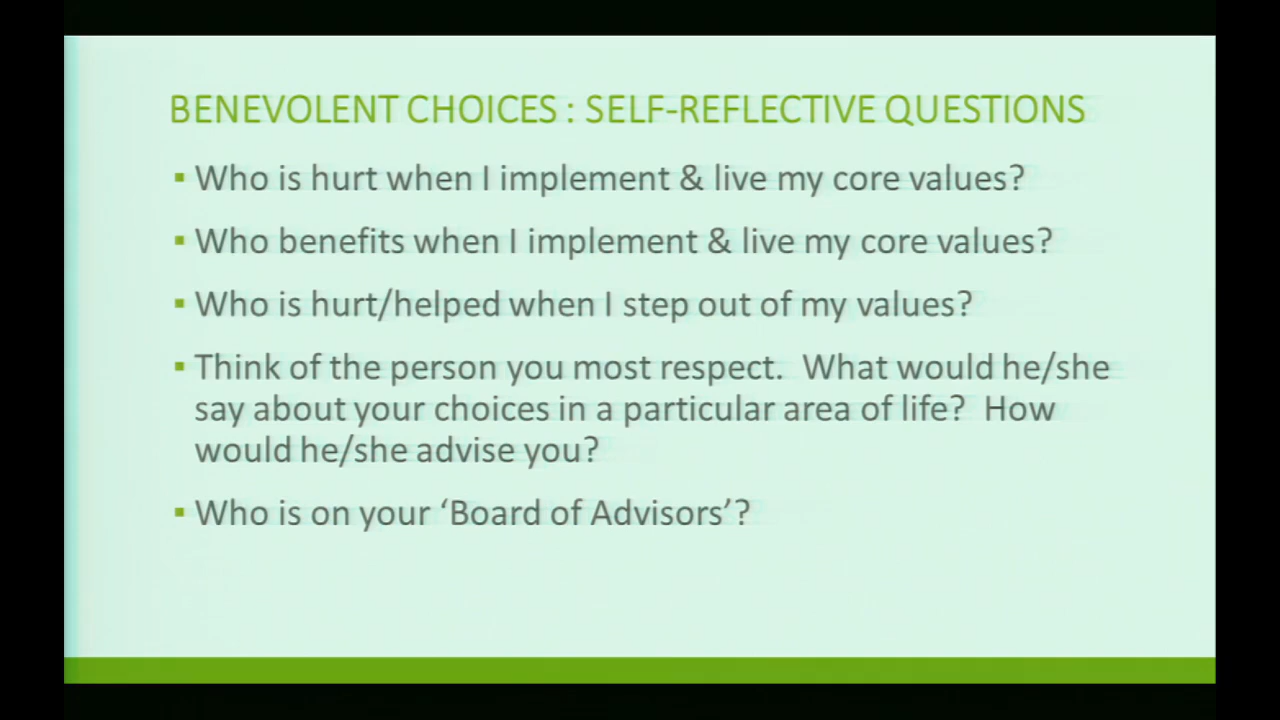 BENEVOLENT CHOICES : SELF-REFLECTIVE QUESTIONS
▪ Who is hurt when I implement & live my core values?
▪ Who benefits when I implement & live my core values?
▪ Who is hurt/helped when I step out of my values?
▪ Think of the person you most respect.  What would he/she
say about your choices in a particular area of life?  How
would he/she advise you?
▪ Who is on your ‘Board of Advisors’?